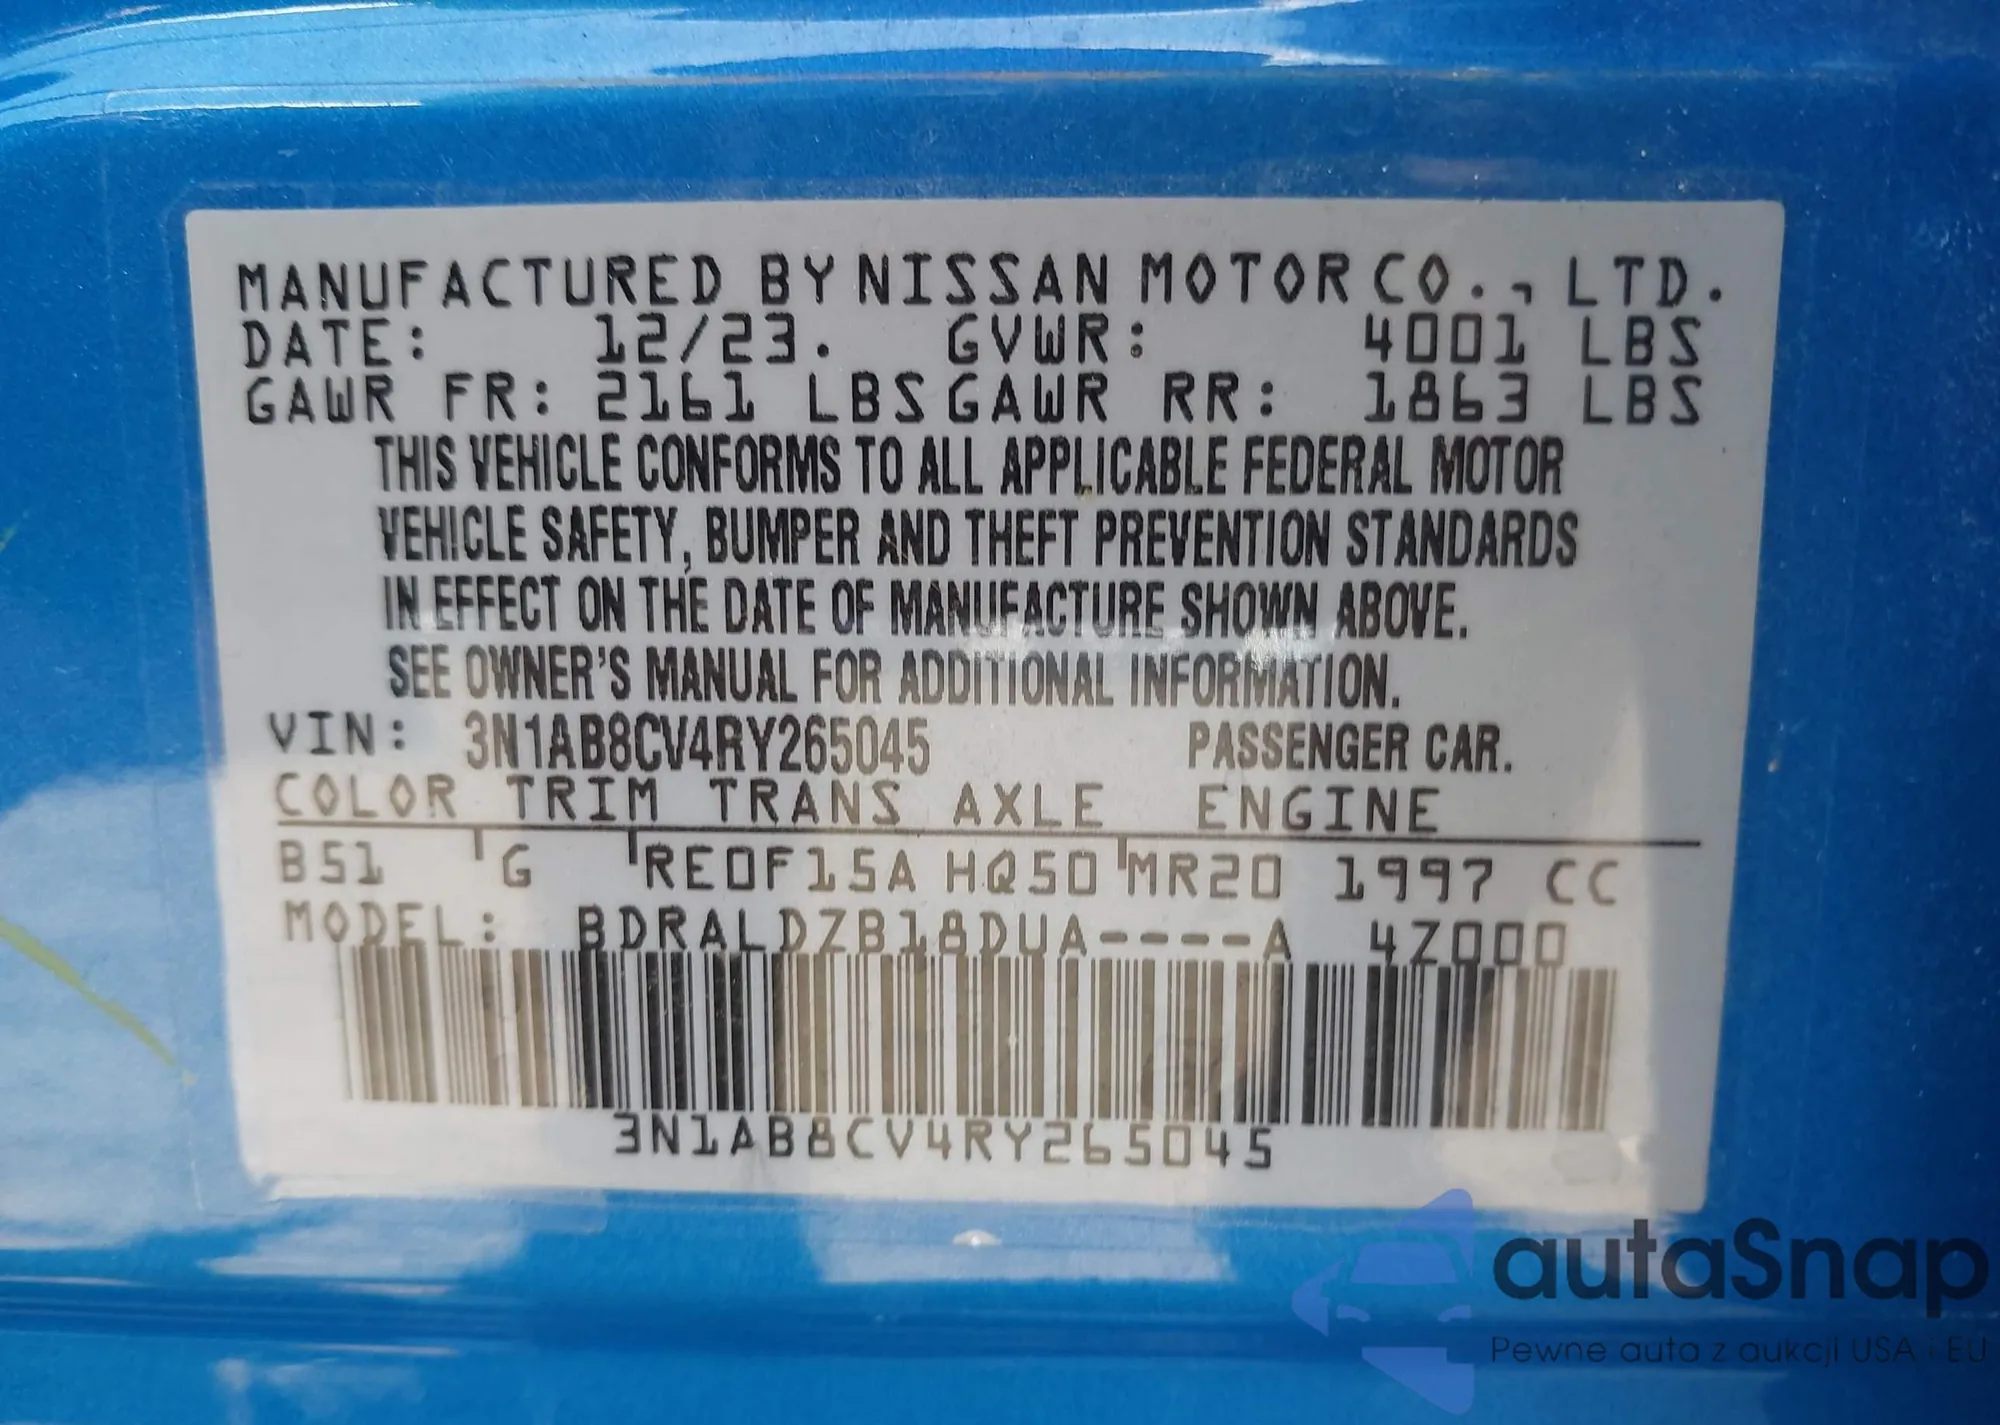 MANUFACTURED BY NISSAN MOTOR CO., LTD.
DATE: 12/23. GVWR: 4001 LBS
GAWR FR: 2161 LBS GAWR RR: 1863 LBS
THIS VEHICLE CONFORMS TO ALL APPLICABLE FEDERAL MOTOR
VEHICLE SAFETY, BUMPER AND THEFT PREVENTION STANDARDS
IN EFFECT ON THE DATE OF MANUFACTURE SHOWN ABOVE.
SEE OWNER'S MANUAL FOR ADDITIONAL INFORMATION.
VIN: 3N1AB8CV4RY265045 PASSENGER CAR.
COLOR TRIM TRANS AXLE ENGINE
B51 G RE0F15A HQ50 MR20 1997 CC
MODEL: BDRALDZB18DUA----A 4Z000
3N1AB8CV4RY265045
autaSnap
Pewne auta z aukcji USA i EU